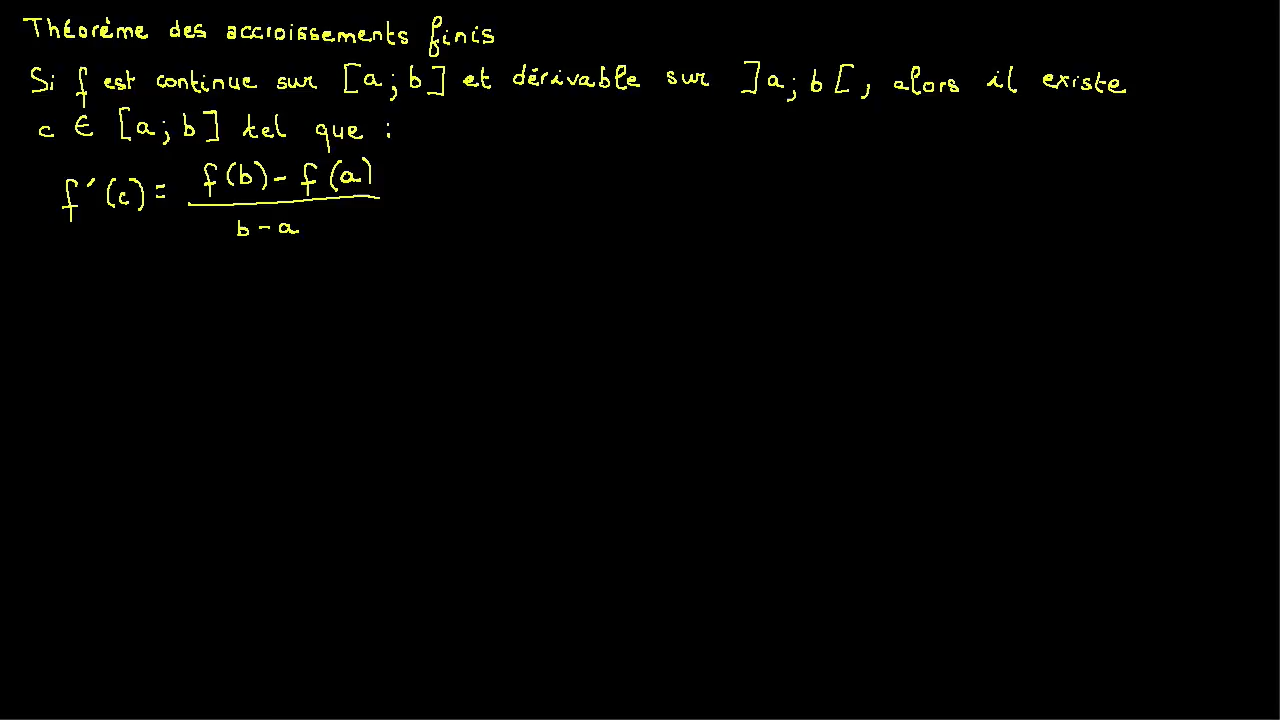 Théorème des accroissements finis
Si f est continue sur [a ; b] et dérivable sur ]a ; b[, alors il existe
c ∈ [a ; b] tel que :
f'(c) = (f(b) - f(a)) / (b - a)